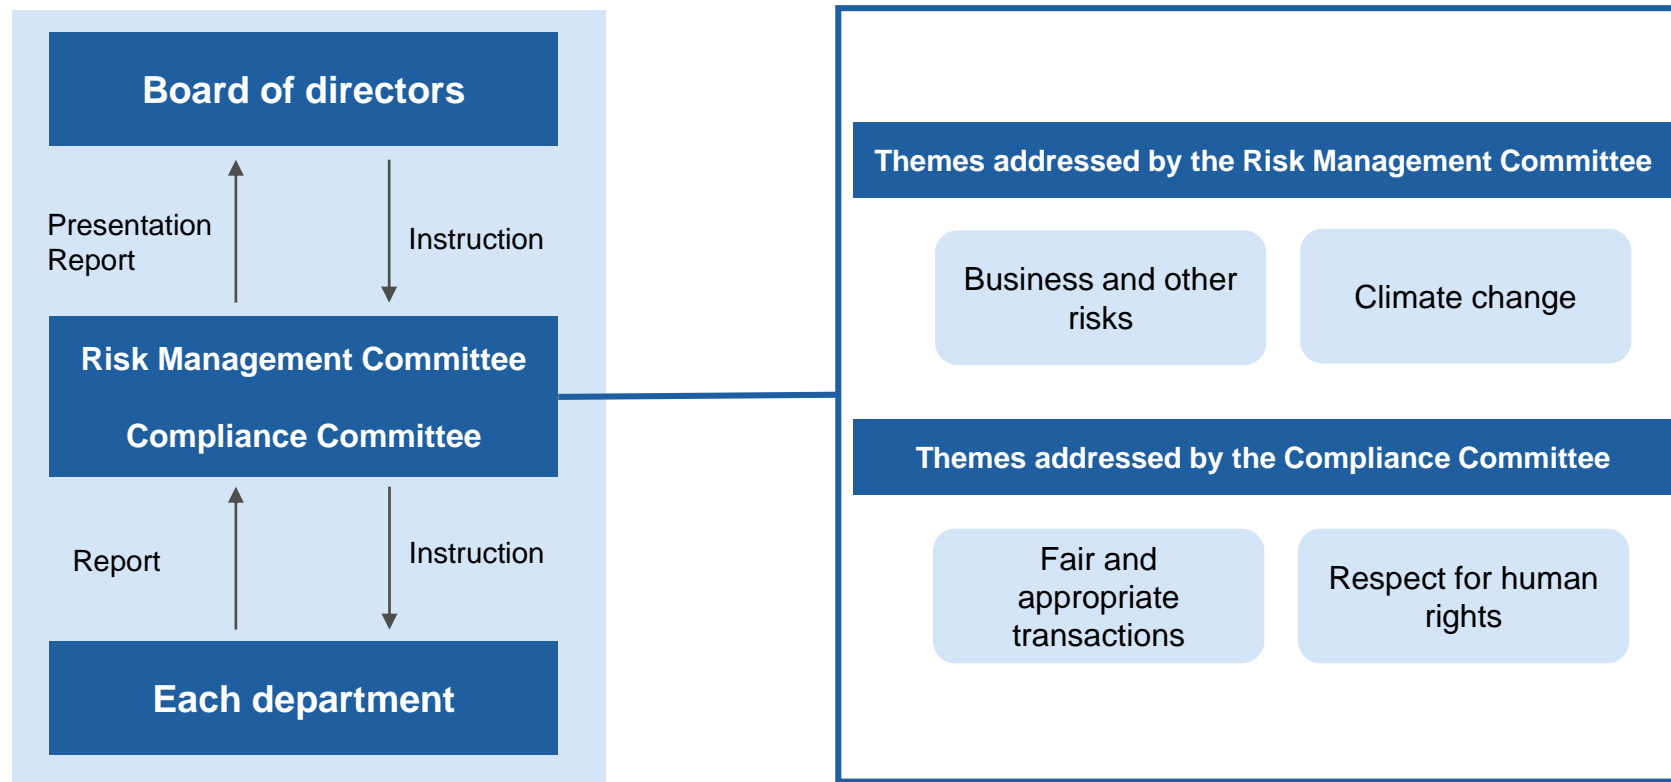 Board of directors
Presentation
Report
Instruction
Risk Management Committee
Compliance Committee
Report
Instruction
Each department
Themes addressed by the Risk Management Committee
Business and other
risks
Climate change
Themes addressed by the Compliance Committee
Fair and
appropriate
transactions
Respect for human
rights